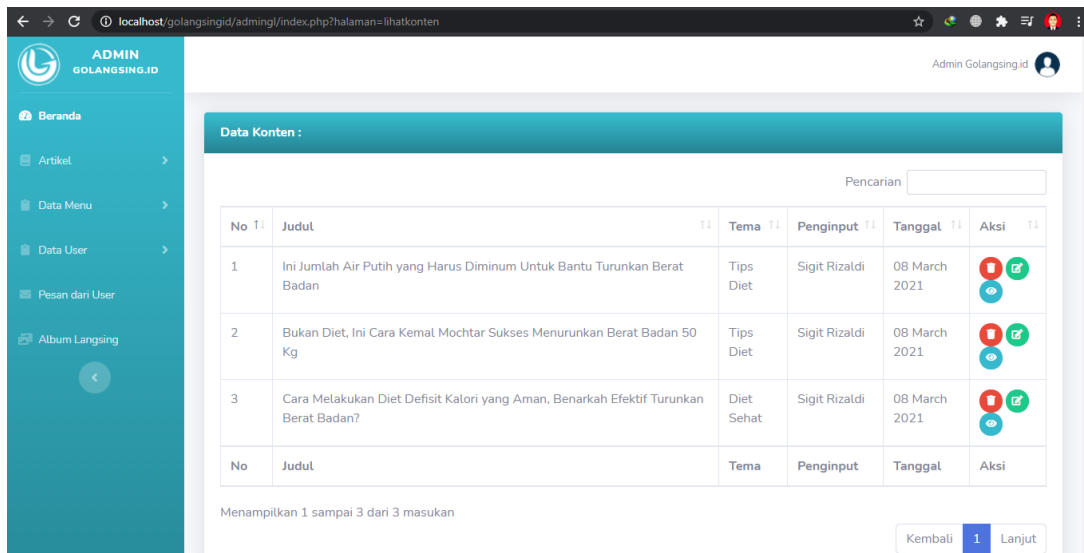 localhost/golangsingid/admingl/index.php?halaman=lihatkonten
ADMIN
GOLANGSING.ID
Admin Golangsing.id
Beranda
Artikel
Data Menu
Data User
Pesan dari User
Album Langsing
Data Konten :
Pencarian
No Judul Tema Penginput Tanggal Aksi
1 Ini Jumlah Air Putih yang Harus Diminum Untuk Bantu Turunkan Berat Tips Sigit Rizaldi 08 March
Badan Diet 2021
2 Bukan Diet, Ini Cara Kemal Mochtar Sukses Menurunkan Berat Badan 50 Tips Sigit Rizaldi 08 March
Kg Diet 2021
3 Cara Melakukan Diet Defisit Kalori yang Aman, Benarkah Efektif Turunkan Diet Sigit Rizaldi 08 March
Berat Badan? Sehat 2021
No Judul Tema Penginput Tanggal Aksi
Menampilkan 1 sampai 3 dari 3 masukan
Kembali 1 Lanjut